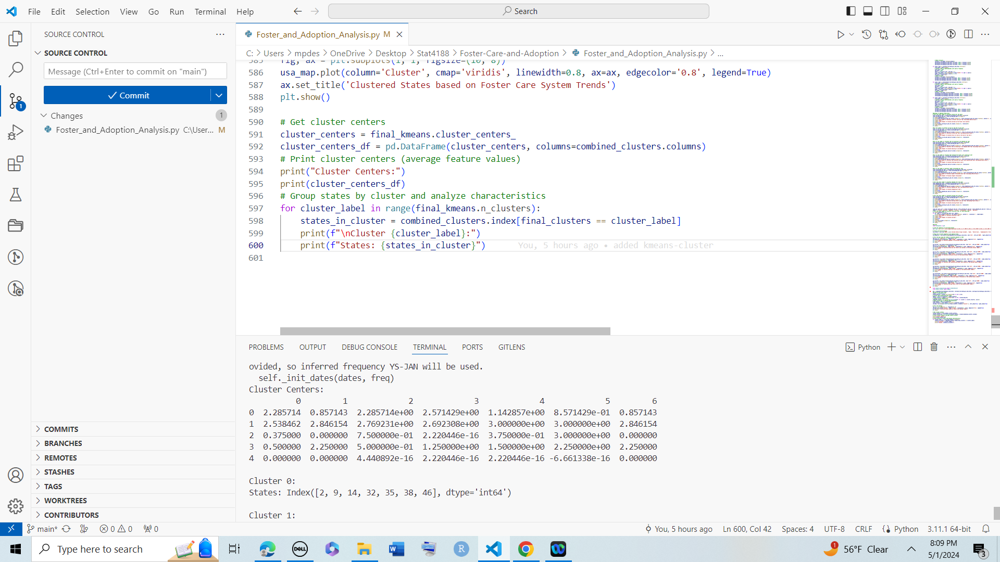 File Edit Selection View Go Run Terminal Help
Search
SOURCE CONTROL
Foster_and_Adoption_Analysis.py M
SOURCE CONTROL
C: > Users > mpdes > OneDrive > Desktop > Stat4188 > Foster-Care-and-Adoption > Foster_and_Adoption_Analysis.py > ...
Message (Ctrl+Enter to commit on "main")
Commit
Changes 1
Foster_and_Adoption_Analysis.py C:\User... M
1
585 fig, ax = plt.subplots(1, 1, figsize=(10, 8))
586 usa_map.plot(column='Cluster', cmap='viridis', linewidth=0.8, ax=ax, edgecolor='0.8', legend=True)
587 ax.set_title('Clustered States based on Foster Care System Trends')
588 plt.show()
589
590 # Get cluster centers
591 cluster_centers = final_kmeans.cluster_centers_
592 cluster_centers_df = pd.DataFrame(cluster_centers, columns=combined_clusters.columns)
593 # Print cluster centers (average feature values)
594 print("Cluster Centers:")
595 print(cluster_centers_df)
596 # Group states by cluster and analyze characteristics
597 for cluster_label in range(final_kmeans.n_clusters):
598     states_in_cluster = combined_clusters.index[final_clusters == cluster_label]
599     print(f"\nCluster {cluster_label}:")
600     print(f"States: {states_in_cluster}") You, 5 hours ago • added kmeans-cluster
601
PROBLEMS OUTPUT DEBUG CONSOLE TERMINAL PORTS GITLENS
Python
ovided, so inferred frequency YS-JAN will be used.
  self._init_dates(dates, freq)
Cluster Centers:
          0         1             2             3             4             5         6
0  2.285714  0.857143  2.285714e+00  2.571429e+00  1.142857e+00  8.571429e-01  0.857143
1  2.538462  2.846154  2.769231e+00  2.692308e+00  3.000000e+00  3.000000e+00  2.846154
2  0.375000  0.000000  7.500000e-01  2.220446e-16  3.750000e-01  3.000000e+00  0.000000
3  0.500000  2.250000  5.000000e-01  1.250000e+00  1.500000e+00  2.250000e+00  2.250000
4  0.000000  0.000000  4.440892e-16  2.220446e-16  2.220446e-16 -6.661338e-16  0.000000
Cluster 0:
States: Index([2, 9, 14, 32, 35, 38, 46], dtype='int64')
Cluster 1:
COMMITS
BRANCHES
REMOTES
STASHES
TAGS
WORKTREES
CONTRIBUTORS
main* 0 0 0
You, 5 hours ago Ln 600, Col 42 Spaces: 4 UTF-8 CRLF Python 3.11.1 64-bit
Type here to search
DELL
W
R
1
56°F Clear
8:09 PM
5/1/2024
3